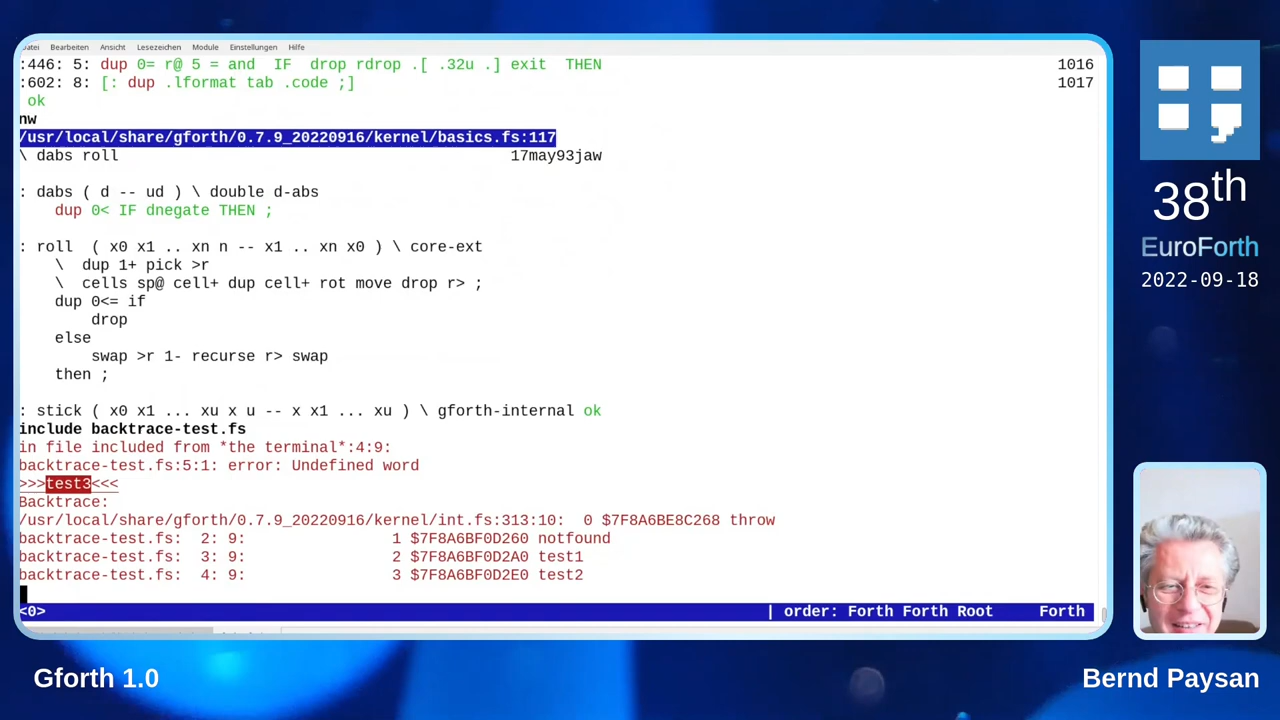 atei Bearbeiten Ansicht Lesezeichen Module Einstellungen Hilfe
:446: 5: dup 0= r@ 5 = and IF drop rdrop .[ .32u .] exit THEN 1016
:602: 8: [: dup .lformat tab .code ;] 1017
ok
nw
/usr/local/share/gforth/0.7.9_20220916/kernel/basics.fs:117
\ dabs roll 17may93jaw
: dabs ( d -- ud ) \ double d-abs
dup 0< IF dnegate THEN ;
: roll ( x0 x1 .. xn n -- x1 .. xn x0 ) \ core-ext
\ dup 1+ pick >r
\ cells sp@ cell+ dup cell+ rot move drop r> ;
dup 0<= if
drop
else
swap >r 1- recurse r> swap
then ;
: stick ( x0 x1 ... xu x u -- x x1 ... xu ) \ gforth-internal ok
include backtrace-test.fs
in file included from *the terminal*:4:9:
backtrace-test.fs:5:1: error: Undefined word
>>>test3<<<
Backtrace:
/usr/local/share/gforth/0.7.9_20220916/kernel/int.fs:313:10: 0 $7F8A6BE8C268 throw
backtrace-test.fs: 2: 9: 1 $7F8A6BF0D260 notfound
backtrace-test.fs: 3: 9: 2 $7F8A6BF0D2A0 test1
backtrace-test.fs: 4: 9: 3 $7F8A6BF0D2E0 test2
<0> | order: Forth Forth Root Forth
38th
EuroForth
2022-09-18
Gforth 1.0
Bernd Paysan